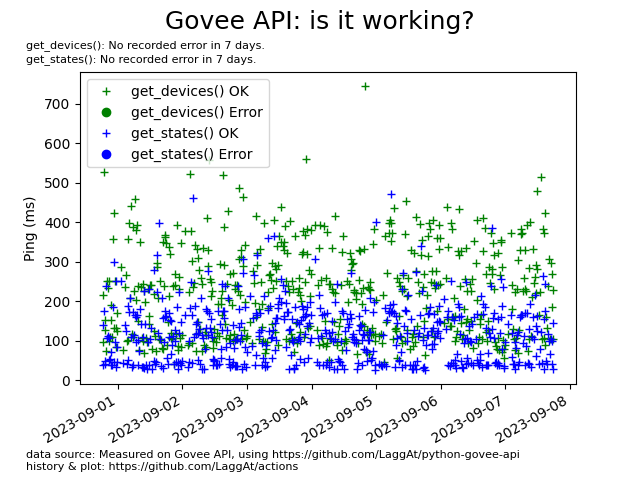 Govee API: is it working?
get_devices(): No recorded error in 7 days.
get_states(): No recorded error in 7 days.
get_devices() OK
get_devices() Error
get_states() OK
get_states() Error
Ping (ms)
700
600
500
400
300
200
100
0
2023-09-01
2023-09-02
2023-09-03
2023-09-04
2023-09-05
2023-09-06
2023-09-07
2023-09-08
data source: Measured on Govee API, using https://github.com/LaggAt/python-govee-api
history & plot: https://github.com/LaggAt/actions